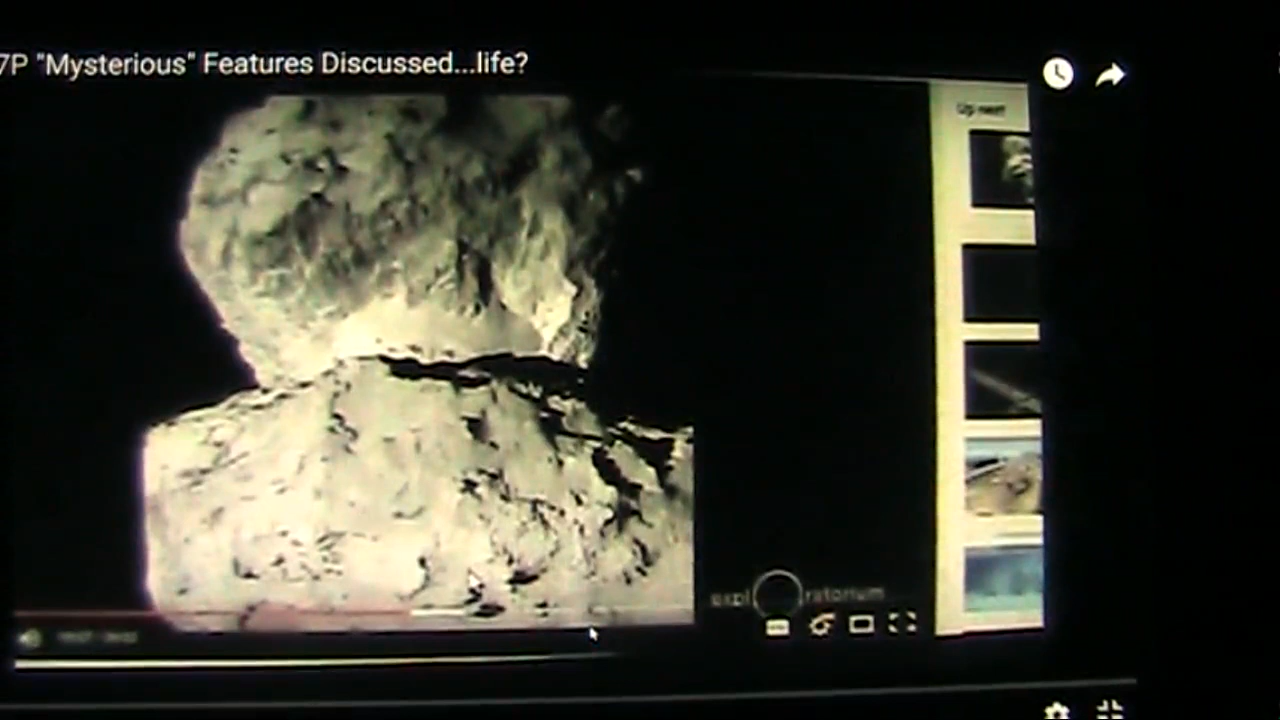 7P "Mysterious" Features Discussed...life?
Up next
expl ratorium